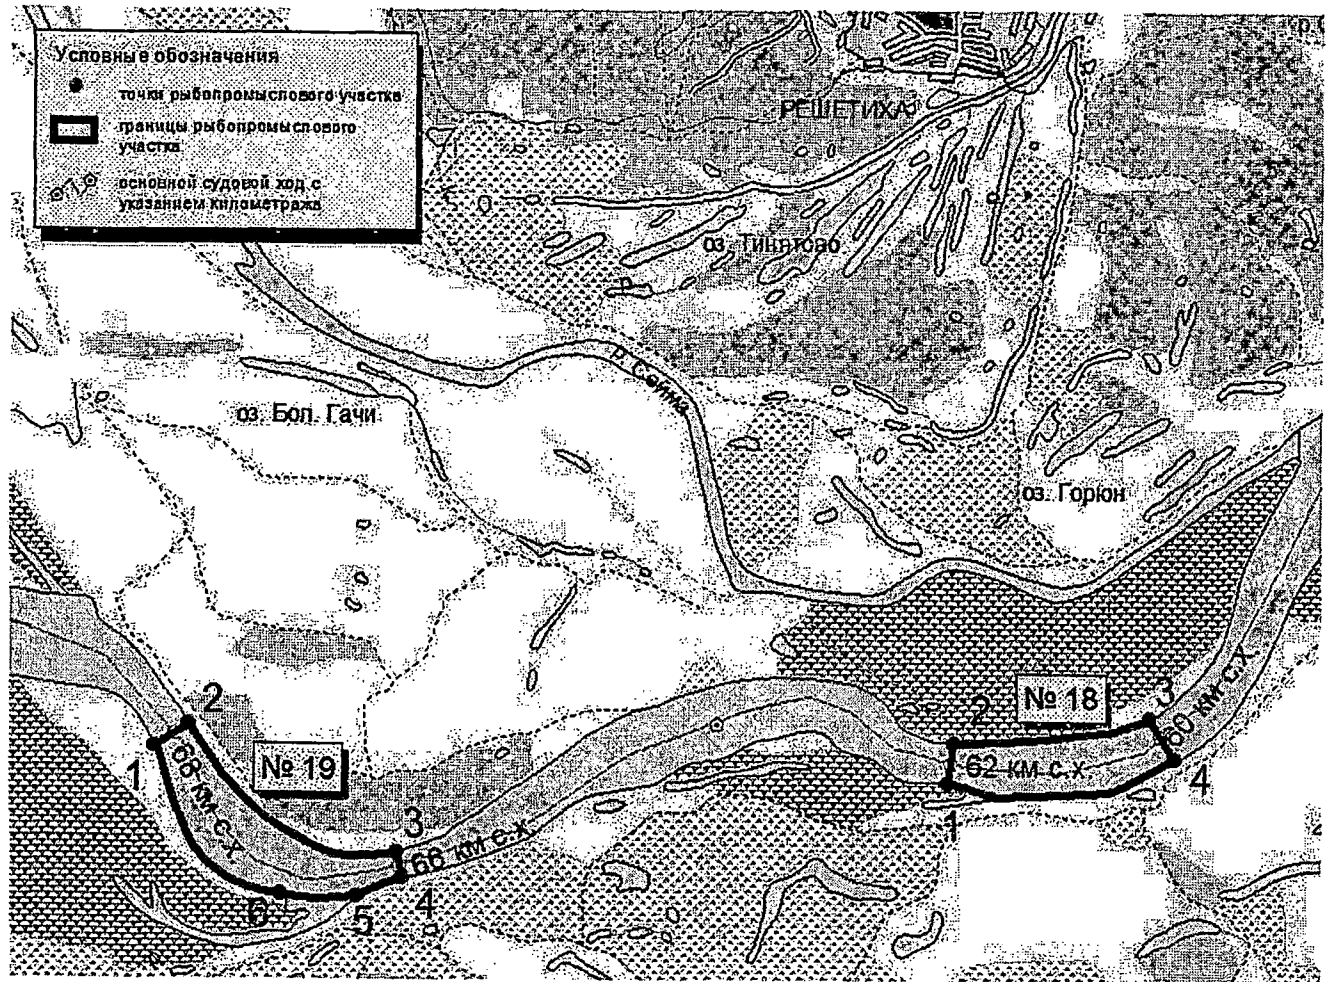 Условные обозначения
точки рыбопромыслового участка
границы рыбопромыслового
участка
основной судовой ход с
указанием километража
РЕШЕТИХА
оз. Тинятово
р. Сейма
оз. Бол. Гачи
оз. Горюн
№ 18
2
3
60 км с.х.
62 км с.х.
1
4
2
1
№ 19
68 км с.х.
3
66 км с.х.
4
5
6